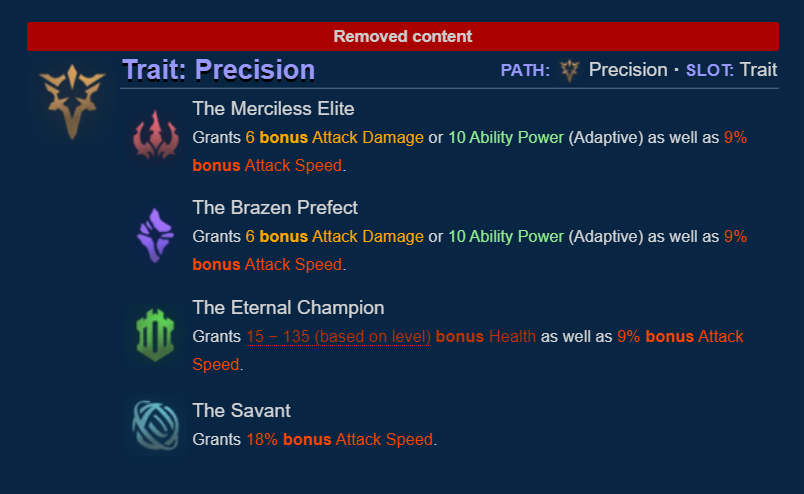 Removed content
Trait: Precision
PATH: Precision · SLOT: Trait
The Merciless Elite
Grants 6 bonus Attack Damage or 10 Ability Power (Adaptive) as well as 9%
bonus Attack Speed.
The Brazen Prefect
Grants 6 bonus Attack Damage or 10 Ability Power (Adaptive) as well as 9%
bonus Attack Speed.
The Eternal Champion
Grants 15 − 135 (based on level) bonus Health as well as 9% bonus Attack
Speed.
The Savant
Grants 18% bonus Attack Speed.